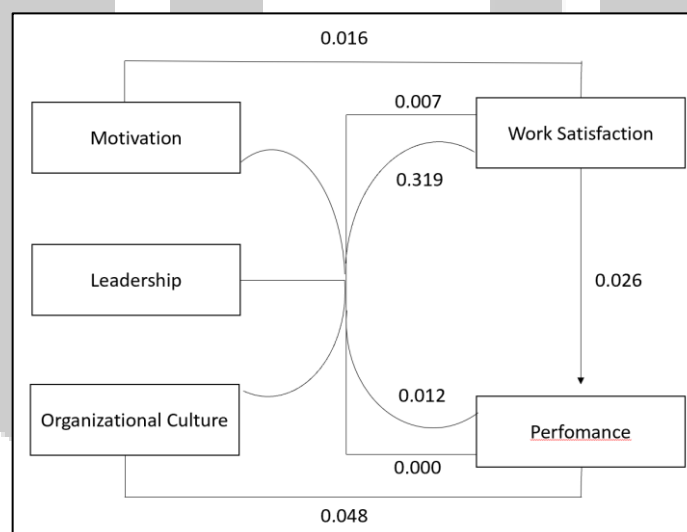 0.016
0.007
Motivation
Work Satisfaction
0.319
Leadership
0.026
0.012
Organizational Culture
Perfomance
0.000
0.048